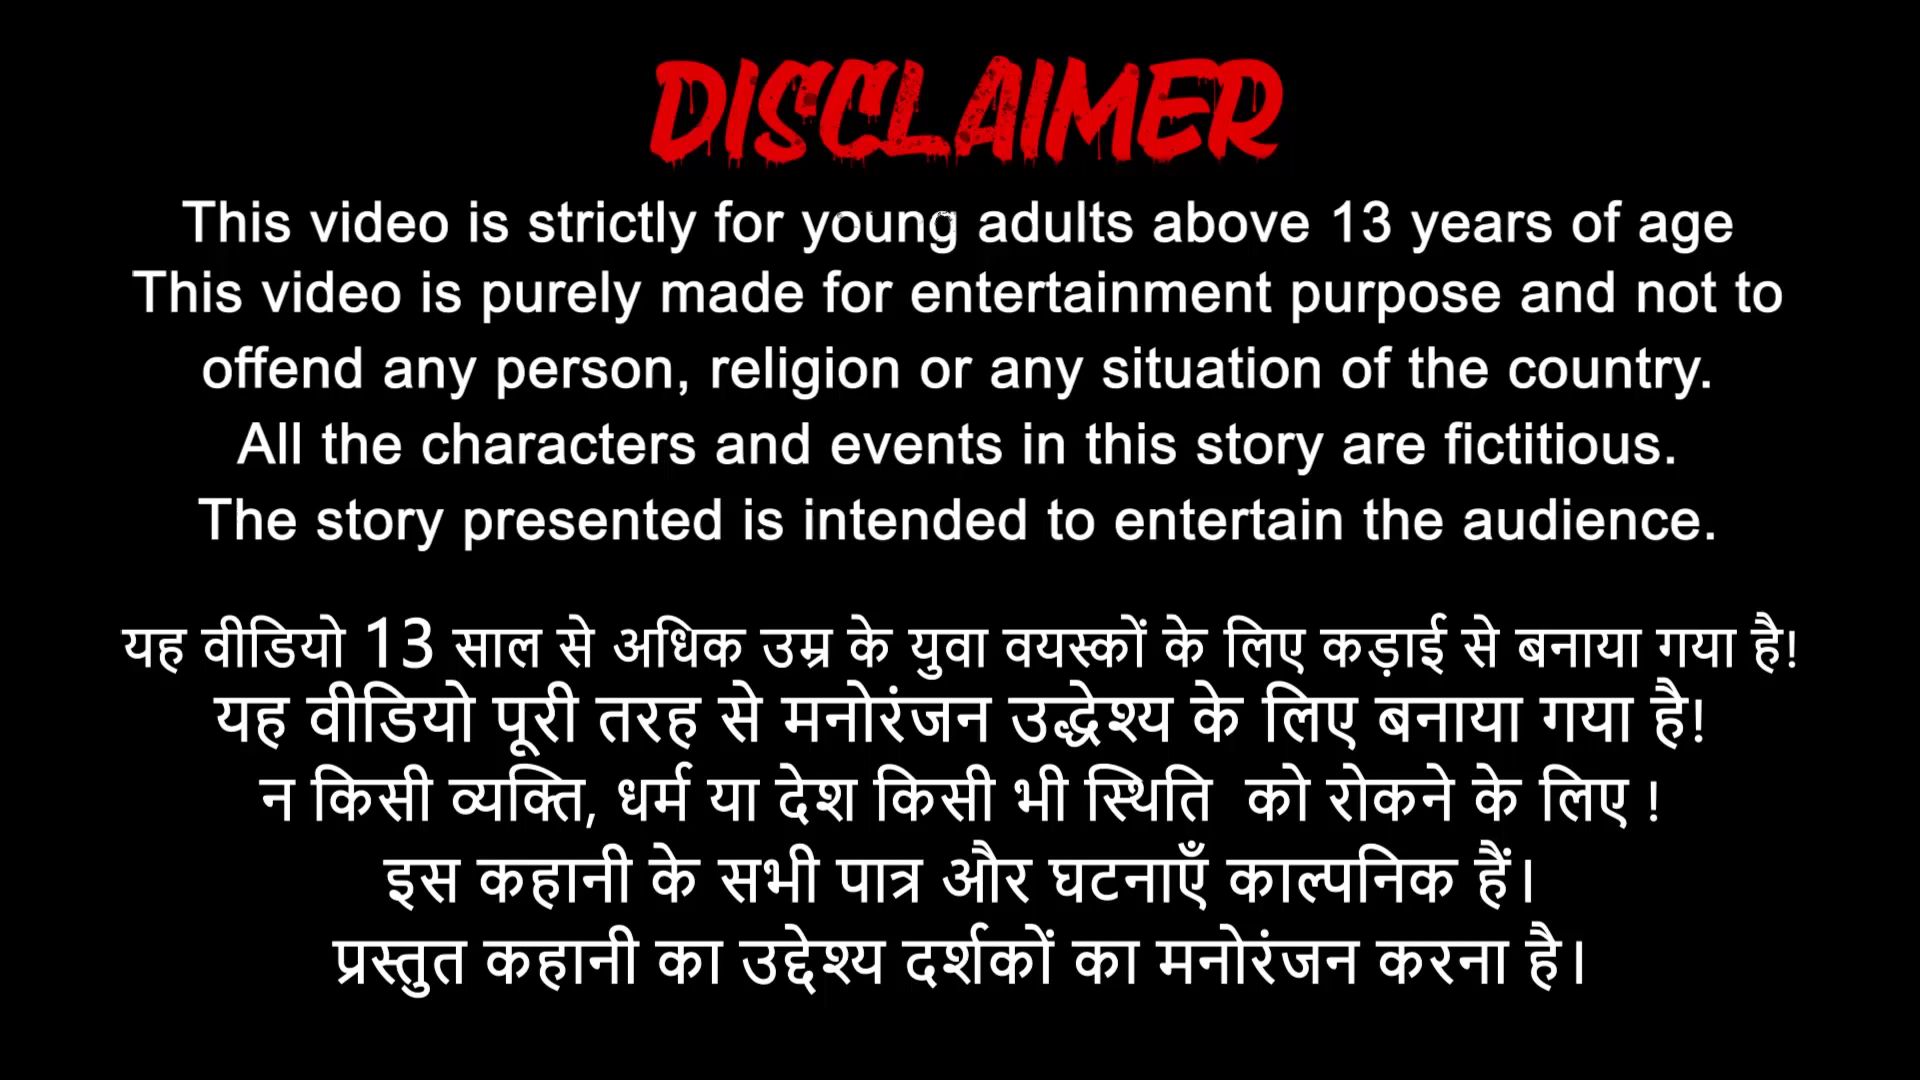 DISCLAIMER
This video is strictly for young adults above 13 years of age
This video is purely made for entertainment purpose and not to
offend any person, religion or any situation of the country.
All the characters and events in this story are fictitious.
The story presented is intended to entertain the audience.
यह वीडियो 13 साल से अधिक उम्र के युवा वयस्कों के लिए कड़ाई से बनाया गया है!
यह वीडियो पूरी तरह से मनोरंजन उद्धेश्य के लिए बनाया गया है!
न किसी व्यक्ति, धर्म या देश किसी भी स्थिति को रोकने के लिए !
इस कहानी के सभी पात्र और घटनाएँ काल्पनिक हैं।
प्रस्तुत कहानी का उद्देश्य दर्शकों का मनोरंजन करना है।